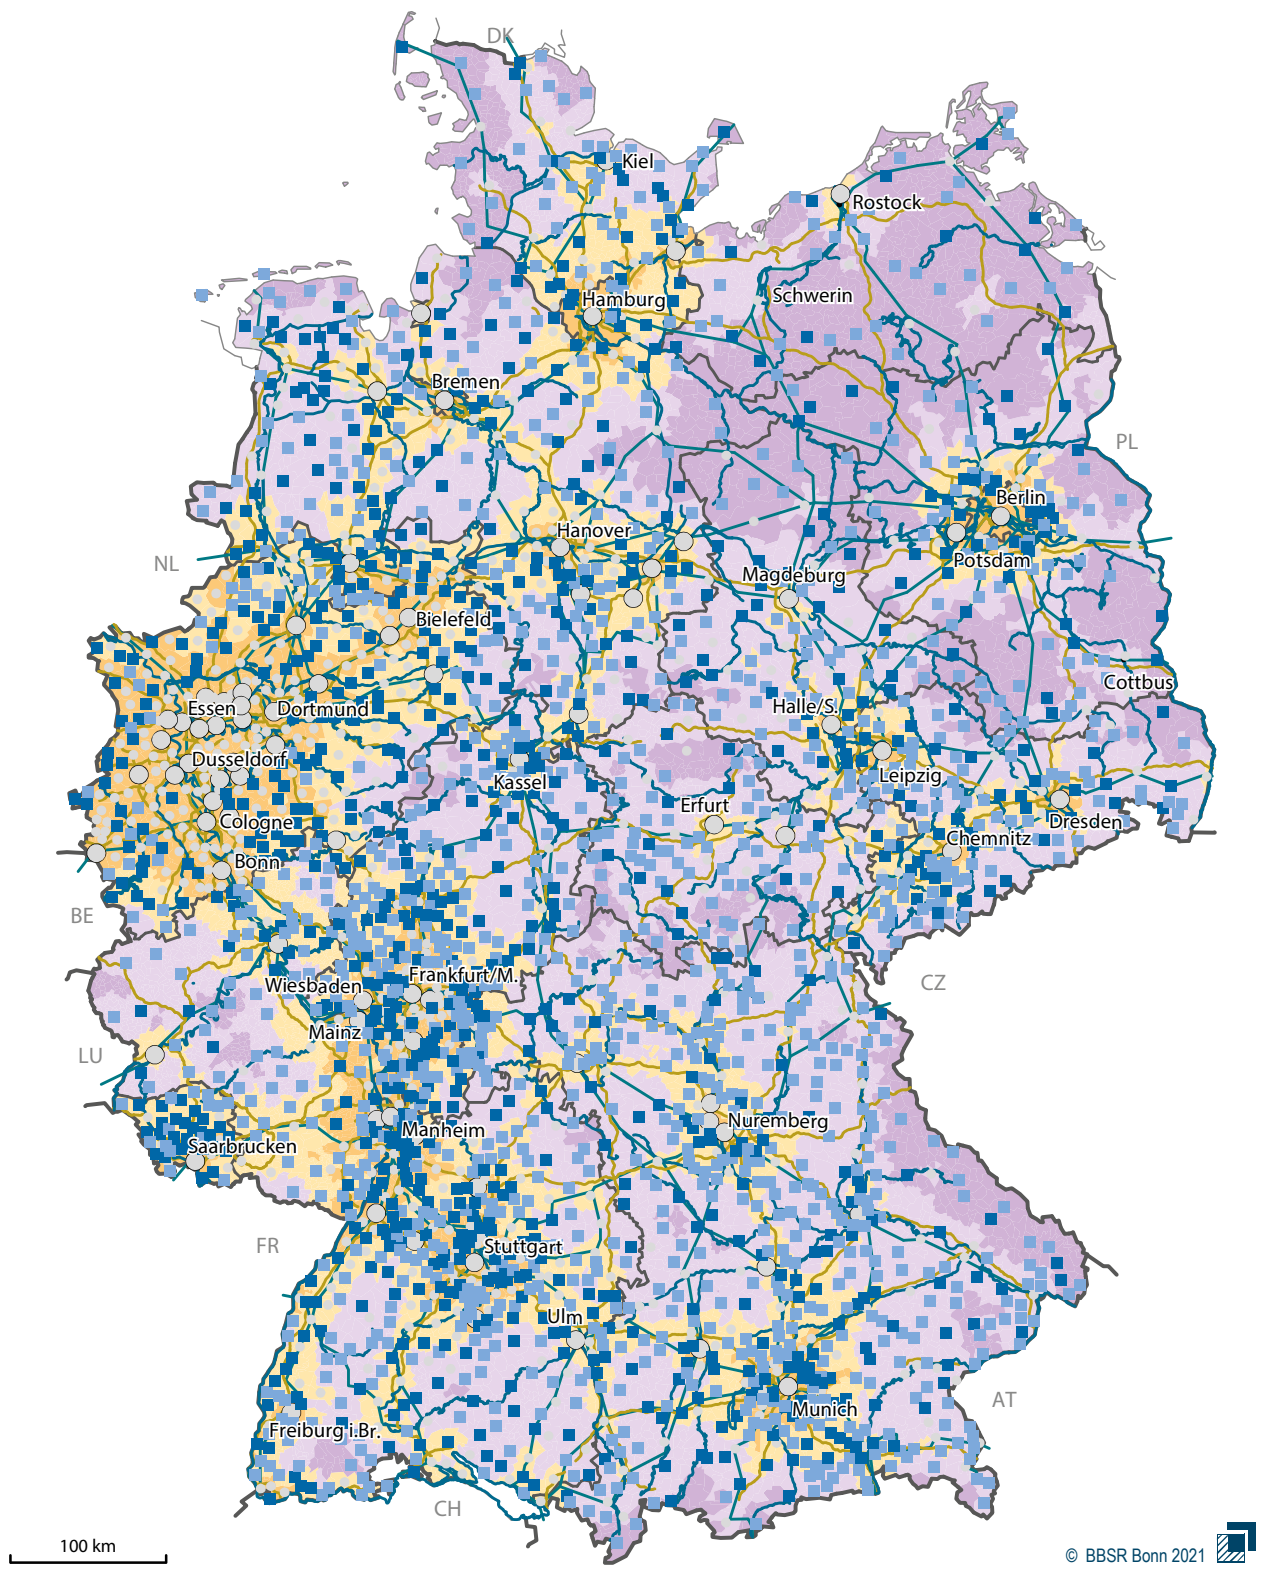 DK
Kiel
Rostock
Hamburg
Schwerin
Bremen
PL
Berlin
Hanover
NL
Potsdam
Magdeburg
Bielefeld
Cottbus
Essen
Dortmund
Halle/S.
Dusseldorf
Leipzig
Kassel
Erfurt
Cologne
Dresden
Chemnitz
Bonn
BE
Frankfurt/M.
CZ
Wiesbaden
Mainz
LU
Nuremberg
Manheim
Saarbrucken
FR
Stuttgart
Ulm
AT
Munich
Freiburg i.Br.
CH
100 km
© BBSR Bonn 2021